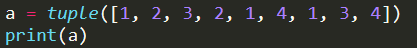 a = tuple([1, 2, 3, 2, 1, 4, 1, 3, 4])
print(a)